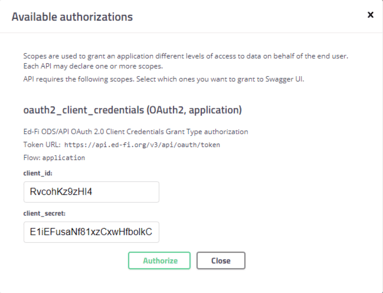 Available authorizations
x
Scopes are used to grant an application different levels of access to data on behalf of the end user.
Each API may declare one or more scopes.
API requires the following scopes. Select which ones you want to grant to Swagger UI.
oauth2_client_credentials (OAuth2, application)
Ed-Fi ODS/API OAuth 2.0 Client Credentials Grant Type authorization
Token URL: https://api.ed-fi.org/v3/api/oauth/token
Flow: application
client_id:
RvcohKz9zHI4
client_secret:
E1iEFusaNf81xzCxwHfbolkC
Authorize
Close